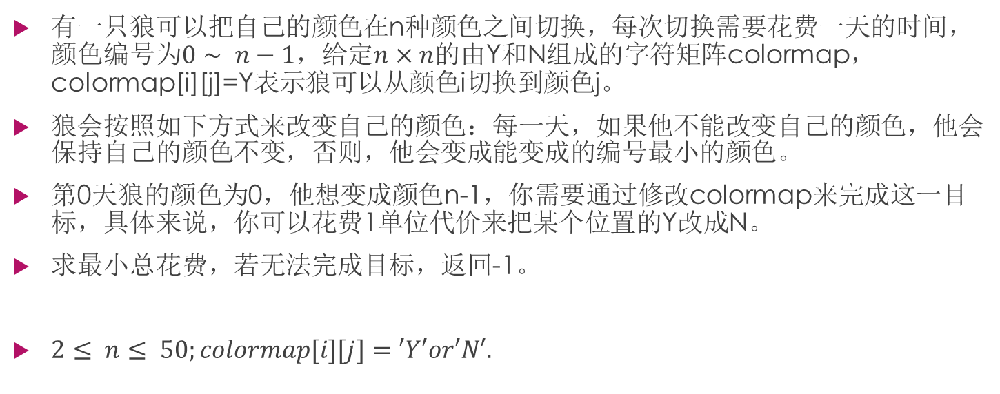 有一只狼可以把自己的颜色在n种颜色之间切换，每次切换需要花费一天的时间，
颜色编号为0 ~ n − 1，给定n × n的由Y和N组成的字符矩阵colormap，
colormap[i][j]=Y表示狼可以从颜色i切换到颜色j。
狼会按照如下方式来改变自己的颜色：每一天，如果他不能改变自己的颜色，他会
保持自己的颜色不变，否则，他会变成能变成的编号最小的颜色。
第0天狼的颜色为0，他想变成颜色n-1，你需要通过修改colormap来完成这一目
标，具体来说，你可以花费1单位代价来把某个位置的Y改成N。
求最小总花费，若无法完成目标，返回-1。
2 ≤ n ≤ 50; colormap[i][j] = ′Y′or′N′.